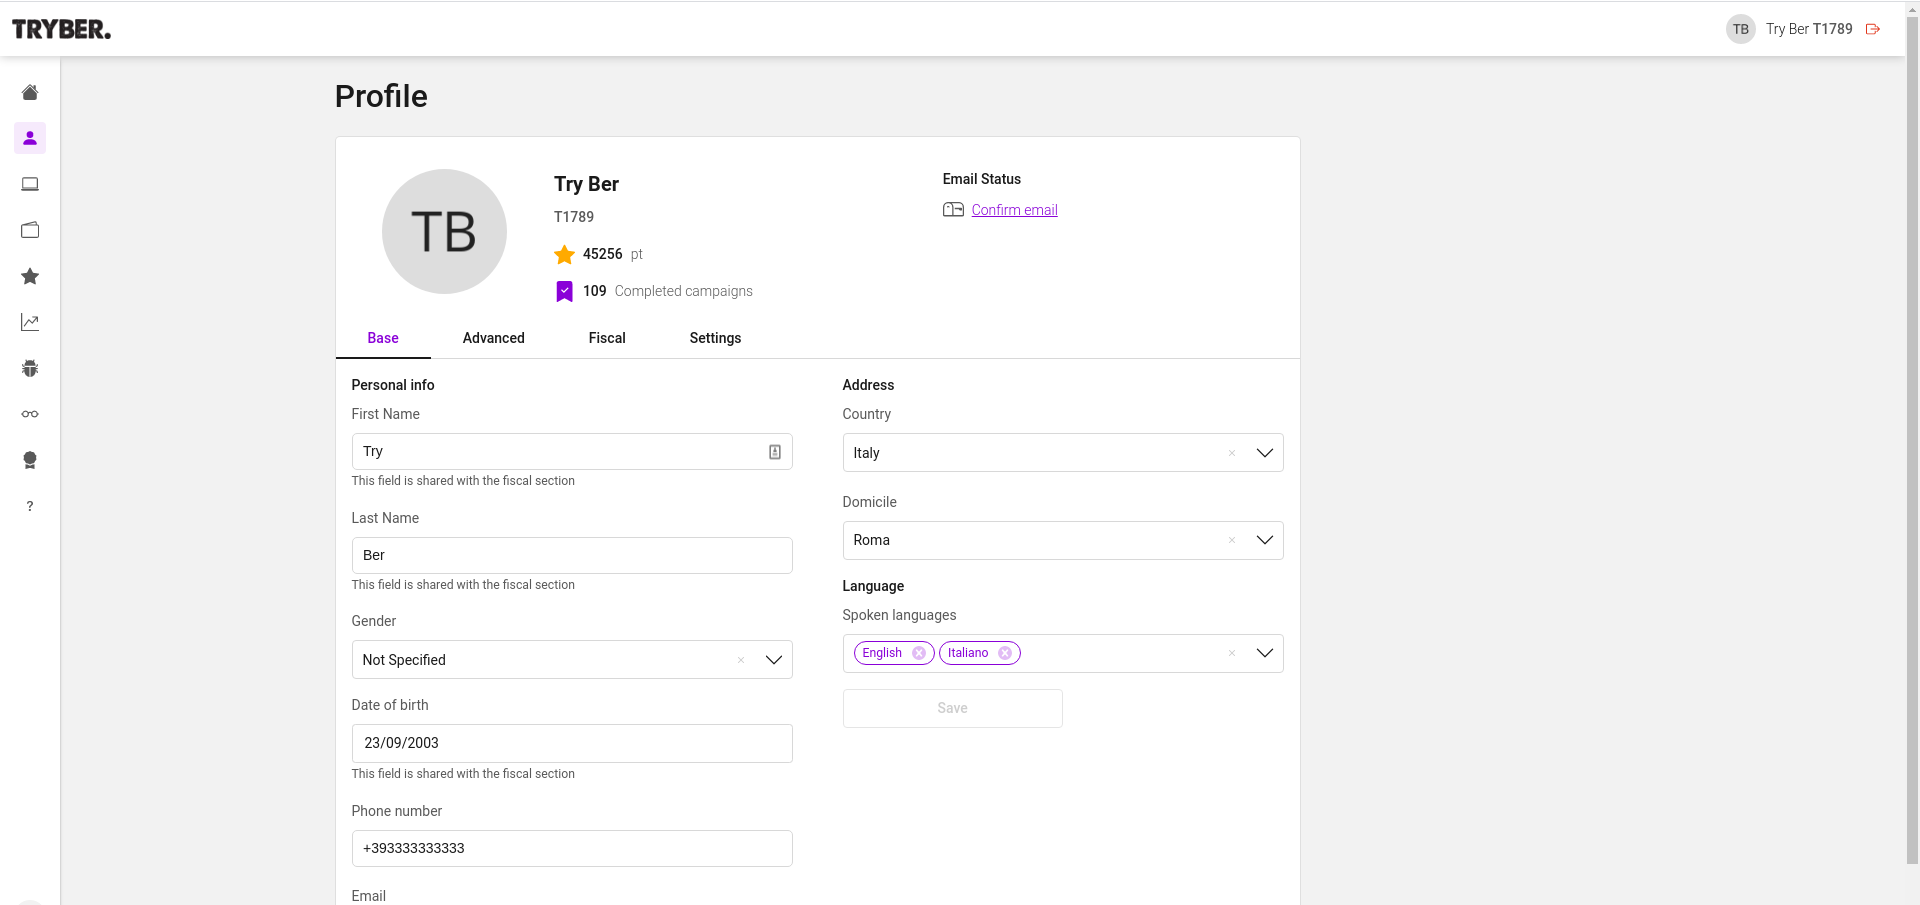 TRYBER.
TB Try Ber T1789
Profile
TB
Try Ber
T1789
45256 pt
109 Completed campaigns
Email Status
Confirm email
Base Advanced Fiscal Settings
Personal info
First Name
Try
This field is shared with the fiscal section
Last Name
Ber
This field is shared with the fiscal section
Gender
Not Specified
Date of birth
23/09/2003
This field is shared with the fiscal section
Phone number
+393333333333
Email
Address
Country
Italy
Domicile
Roma
Language
Spoken languages
English Italiano
Save
?